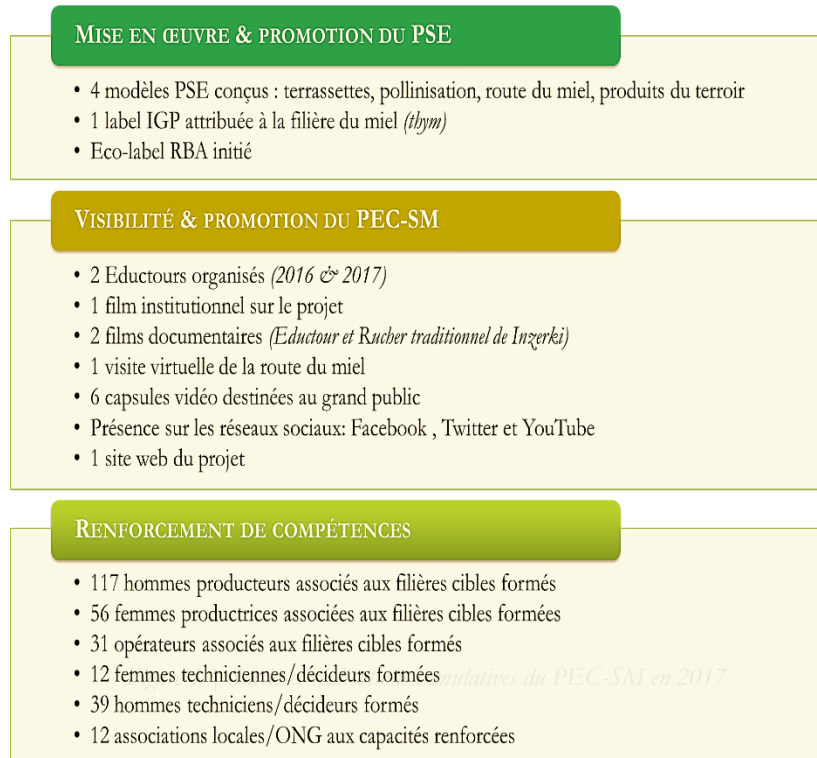 MISE EN ŒUVRE & PROMOTION DU PSE
• 4 modèles PSE conçus : terrassettes, pollinisation, route du miel, produits du terroir
• 1 label IGP attribuée à la filière du miel (thym)
• Eco-label RBA initié
VISIBILITÉ & PROMOTION DU PEC-SM
• 2 Eductours organisés (2016 & 2017)
• 1 film institutionnel sur le projet
• 2 films documentaires (Eductour et Rucher traditionnel de Inzerki)
• 1 visite virtuelle de la route du miel
• 6 capsules vidéo destinées au grand public
• Présence sur les réseaux sociaux: Facebook , Twitter et YouTube
• 1 site web du projet
RENFORCEMENT DE COMPÉTENCES
• 117 hommes producteurs associés aux filières cibles formés
• 56 femmes productrices associées aux filières cibles formées
• 31 opérateurs associés aux filières cibles formés
• 12 femmes techniciennes/décideurs formées
mulatives du PEC-SM en 2017
• 39 hommes techniciens/décideurs formés
• 12 associations locales/ONG aux capacités renforcées